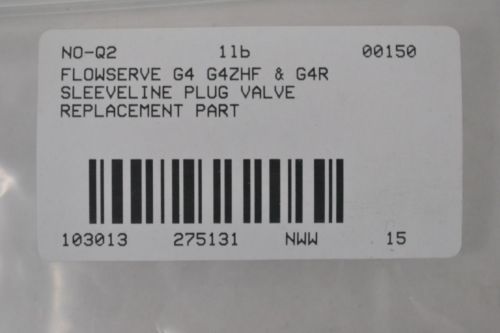 NO-Q2 1lb 00150
FLOWSERVE G4 G4ZHF & G4R
SLEEVELINE PLUG VALVE
REPLACEMENT PART
103013 275131 NWW 15